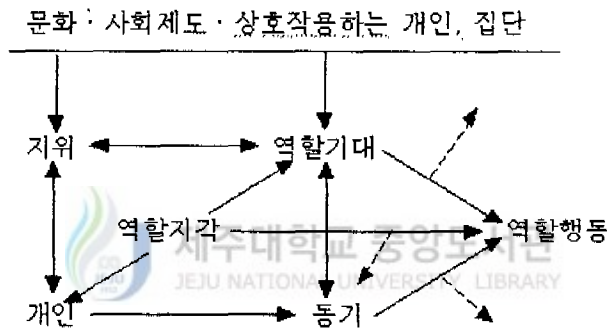 문화 · 사회제도 · 상호작용하는 개인, 집단
지위 역할기대
역할지각 역할행동
제주대학교 중앙도서관
JEJU NATIONAL UNIVERSITY LIBRARY
개인 동기